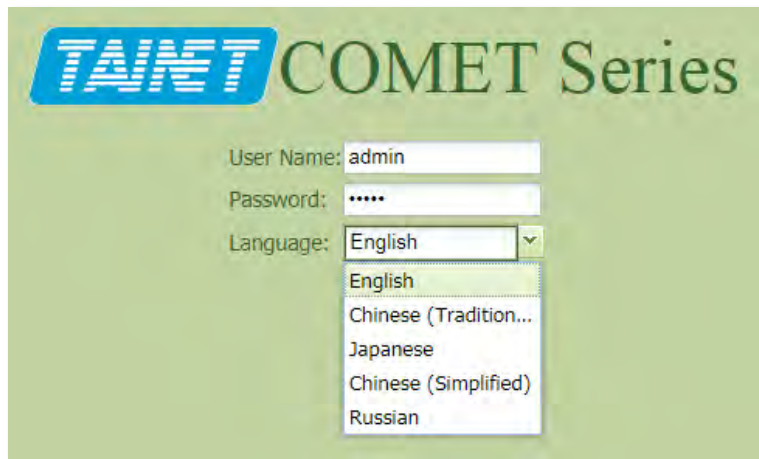 TAINET COMET Series
User Name: admin
Password: •••••
Language: English
English
Chinese (Tradition...
Japanese
Chinese (Simplified)
Russian